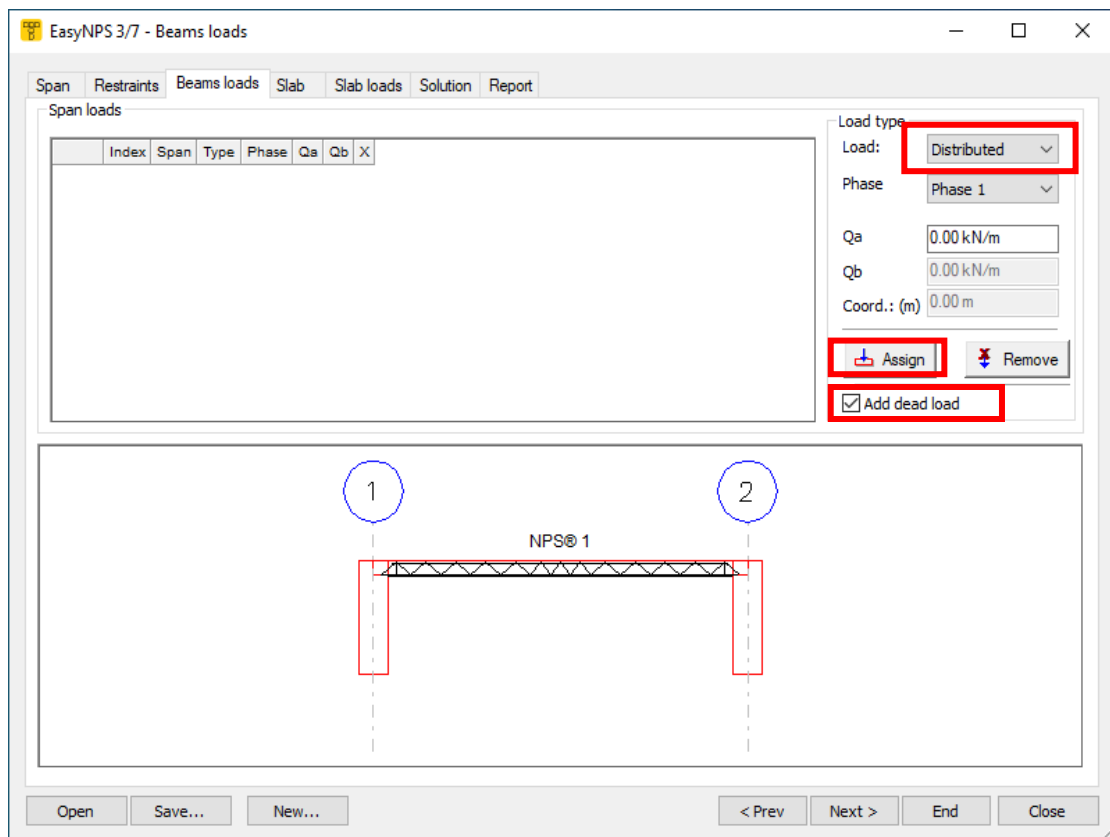 EasyNPS 3/7 - Beams loads
Span Restraints Beams loads Slab Slab loads Solution Report
Span loads
Index Span Type Phase Qa Qb X
Load type
Load: Distributed
Phase Phase 1
Qa 0.00 kN/m
Qb 0.00 kN/m
Coord.: (m) 0.00 m
Assign Remove
Add dead load
1 2
NPS® 1
Open Save... New... < Prev Next > End Close